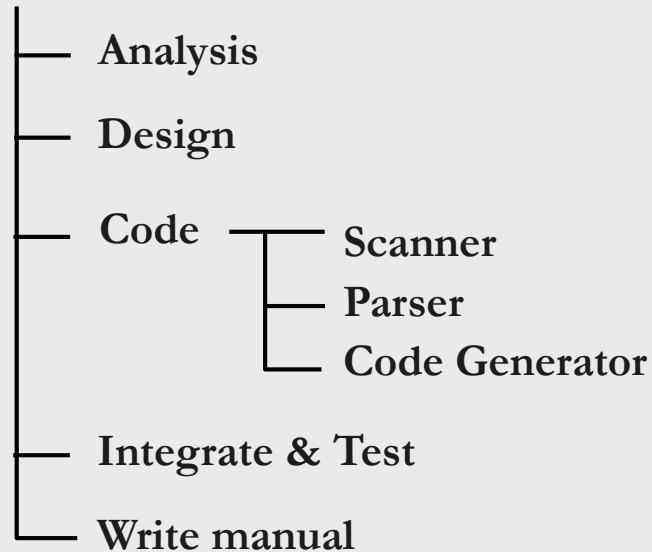 Analysis
Design
Code
Scanner
Parser
Code Generator
Integrate & Test
Write manual